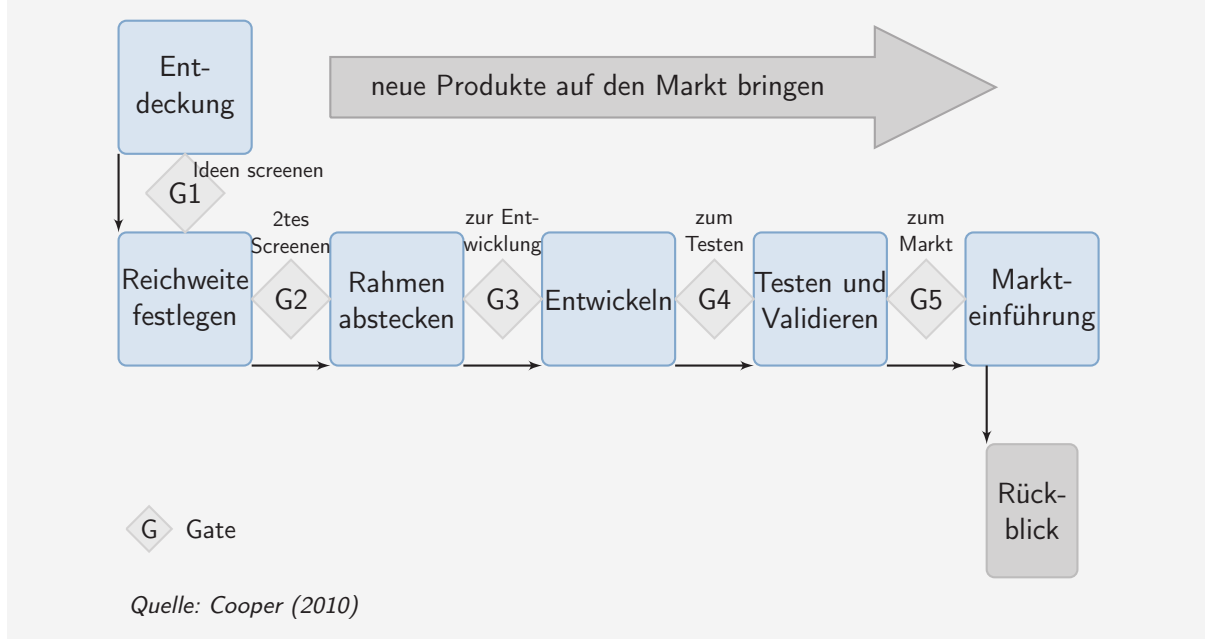 Ent-
deckung
neue Produkte auf den Markt bringen
Ideen screenen
G1
2tes
Screenen
zur Ent-
wicklung
zum
Testen
zum
Markt
Reichweite
festlegen
G2
Rahmen
abstecken
G3
Entwickeln
G4
Testen und
Validieren
G5
Markt-
einführung
Rück-
blick
G Gate
Quelle: Cooper (2010)